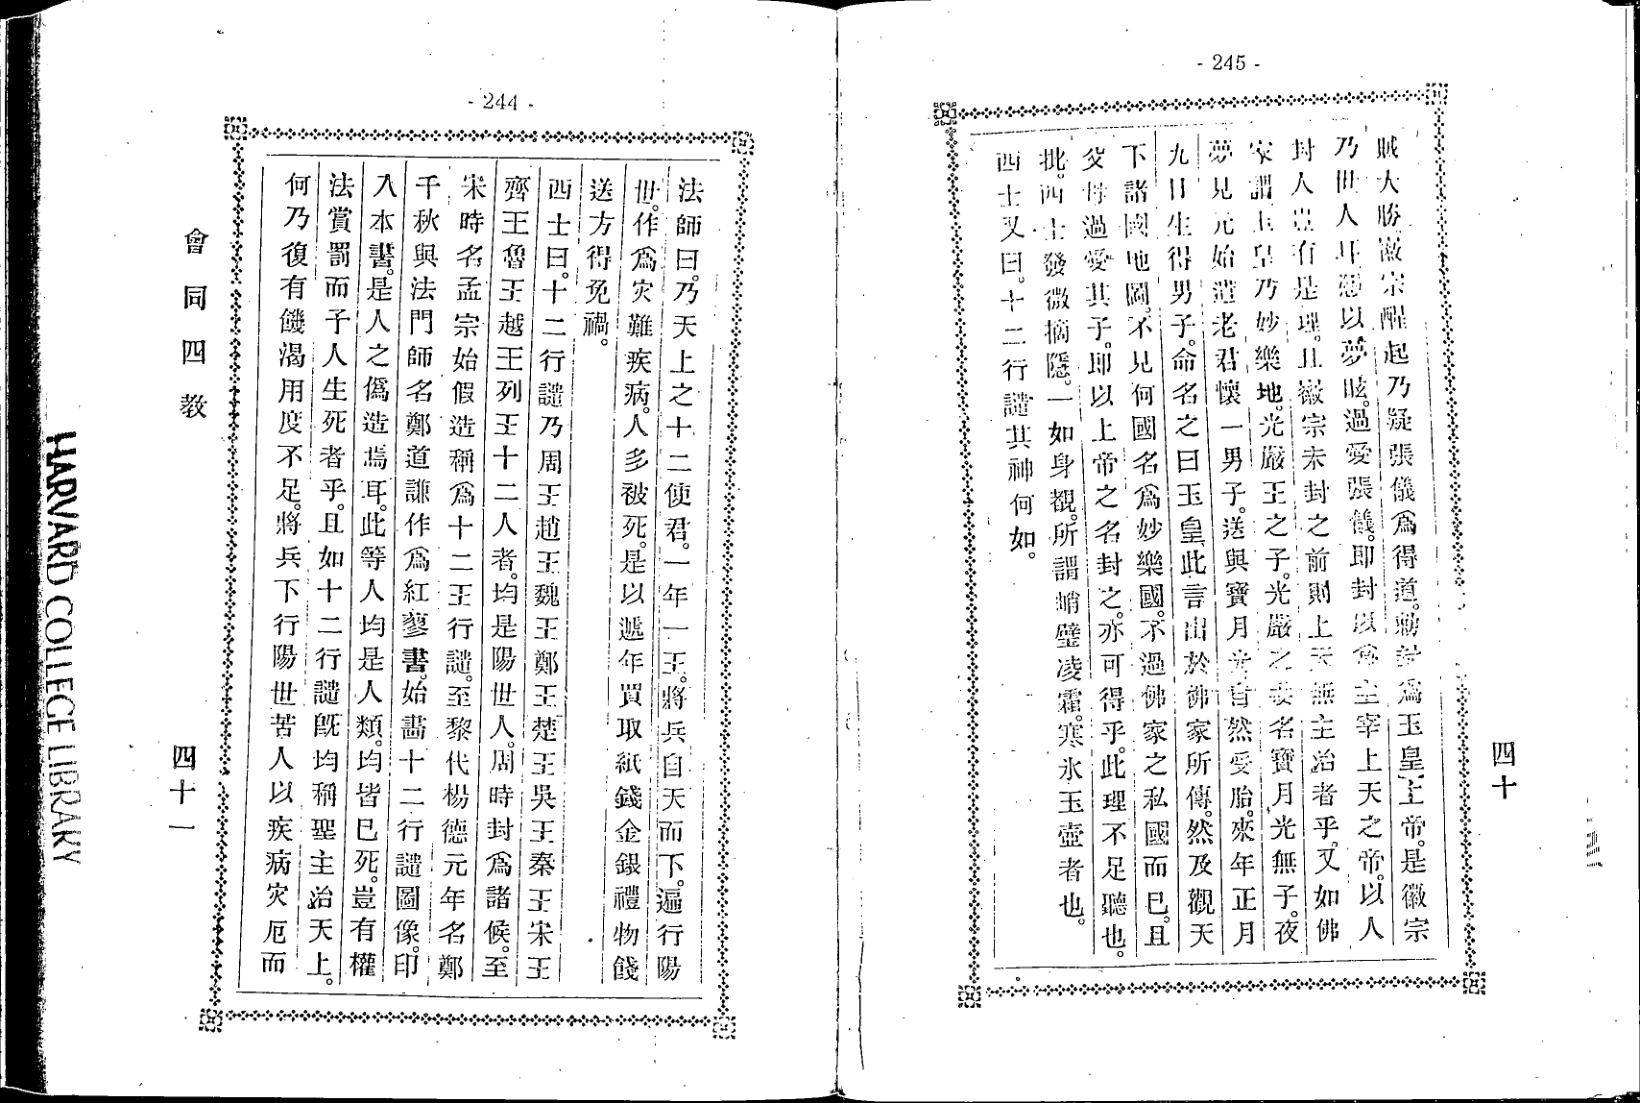 - 245 -
四十
賊大勝徽宗醒起乃疑張儀爲得道。勅封爲玉皇上帝。是徽宗
乃世人耳惑以夢眩。過愛張儀。即封以爲主宰上天之帝。以人
封人豈有是理。且徽宗未封之前則上天無主治者乎。又如佛
家謂玉皇乃妙樂地。光嚴王之子。光嚴之妻名寶月光無子。夜
夢見元始遣老君懷一男子。送與寶月光自然受胎。來年正月
九日生得男子。命名之曰玉皇此言出於佛家所傳。然及觀天
下諸國地圖。不見何國名爲妙樂國。不過佛家之私國而已。且
父母過愛其子。即以上帝之名封之。亦可得乎。此理不足聽也。
批。西士發微摘隱。一如身覩。所謂峭壁凌霜。寒氷玉壺者也。
西士又曰。十二行譴其神何如。
- 244 -
法師曰。乃天上之十二使君。一年一王。將兵自天而下。遍行陽
世。作爲灾難疾病。人多被死。是以遞年買取紙錢金銀禮物餞
送方得免禍。
西士曰。十二行譴乃周王趙王魏王鄭王楚王吳王秦王宋王
齊王魯王越王列王十二人者。均是陽世人。周時封爲諸候。至
宋時名孟宗始假造稱爲十二王行譴。至黎代楊德元年名鄭
千秋與法門師名鄭道謙作爲紅蓼書。始畵十二行譴圖像。印
入本書。是人之僞造焉耳。此等人均是人類。均皆已死。豈有權
法賞罰而子人生死者乎。且如十二行譴旣均稱聖主治天上。
何乃復有饑渴用度不足。將兵下行陽世苦人以疾病灾厄而
會同四敎
四十一
HARVARD COLLEGE LIBRARY